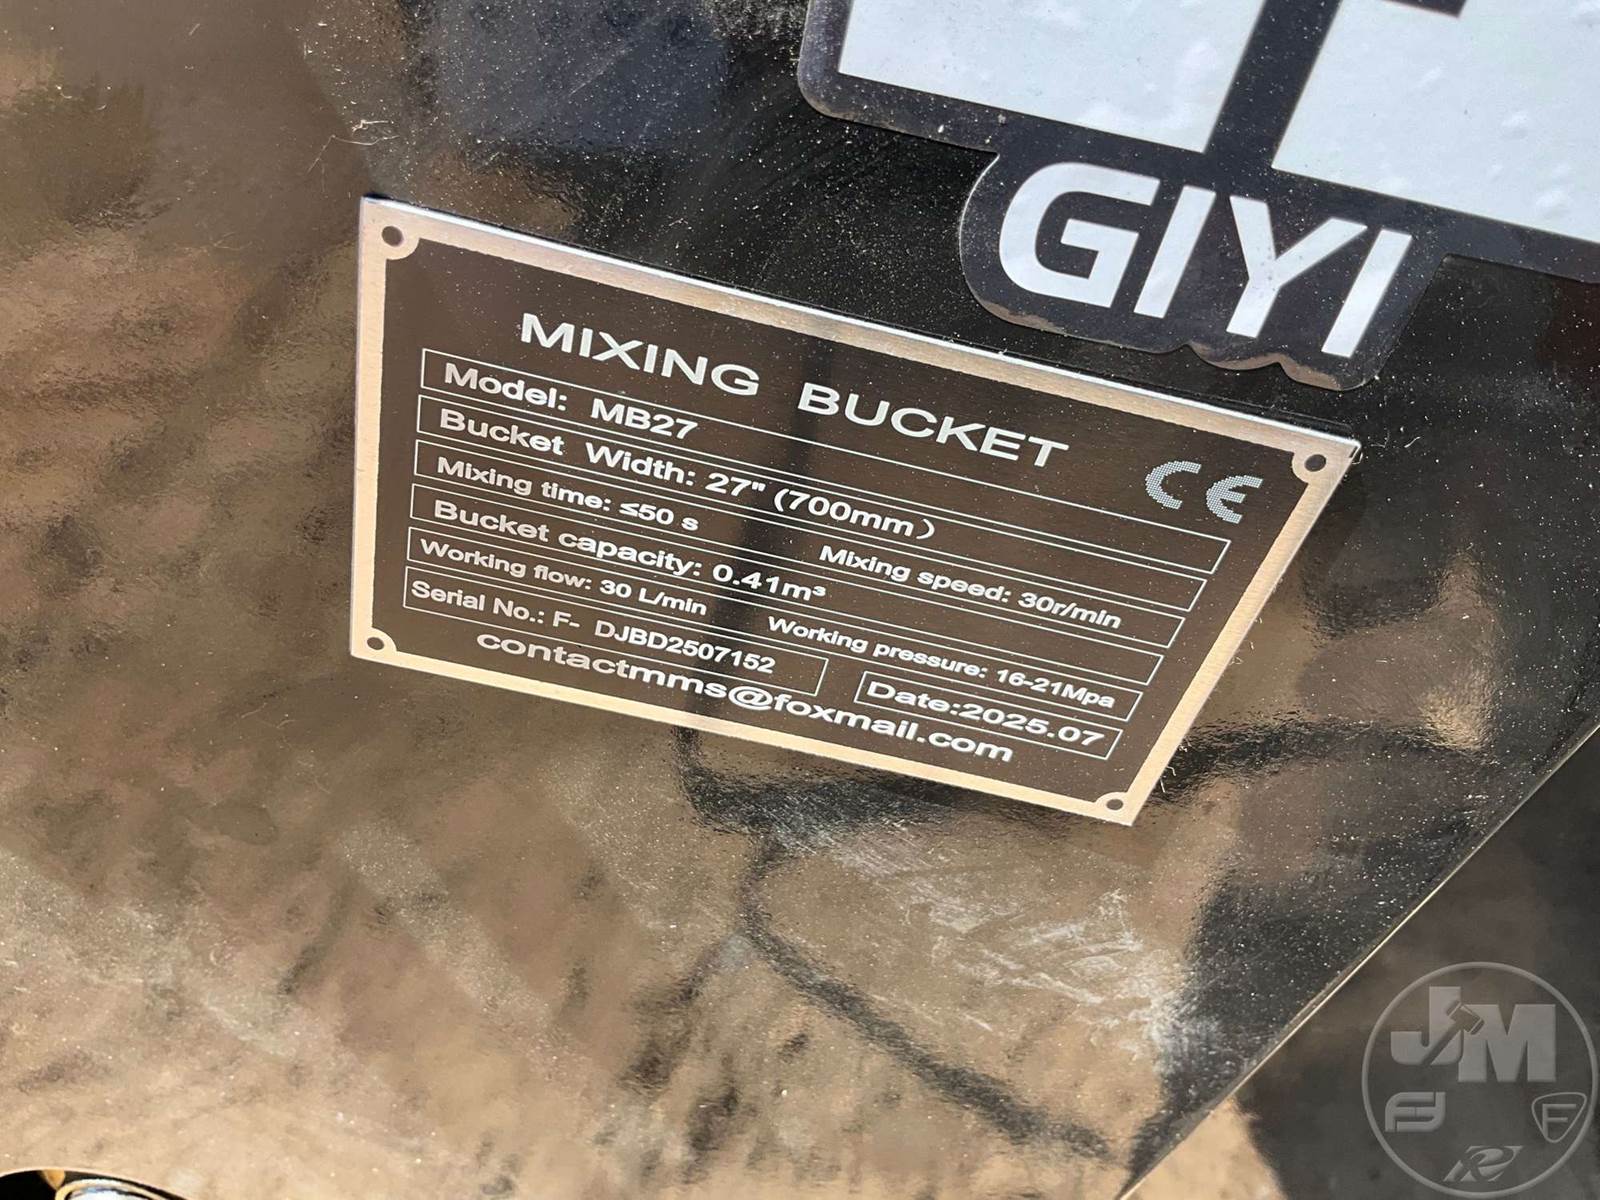 GIYI
MIXING BUCKET
Model: MB27
CE
Bucket Width: 27" (700mm)
Mixing time: ≤50 s Mixing speed: 30r/min
Bucket capacity: 0.41m³
Working flow: 30 L/min Working pressure: 16-21Mpa
Serial No.: F- DJBD2507152 Date:2025.07
contactmms@foxmail.com
JM